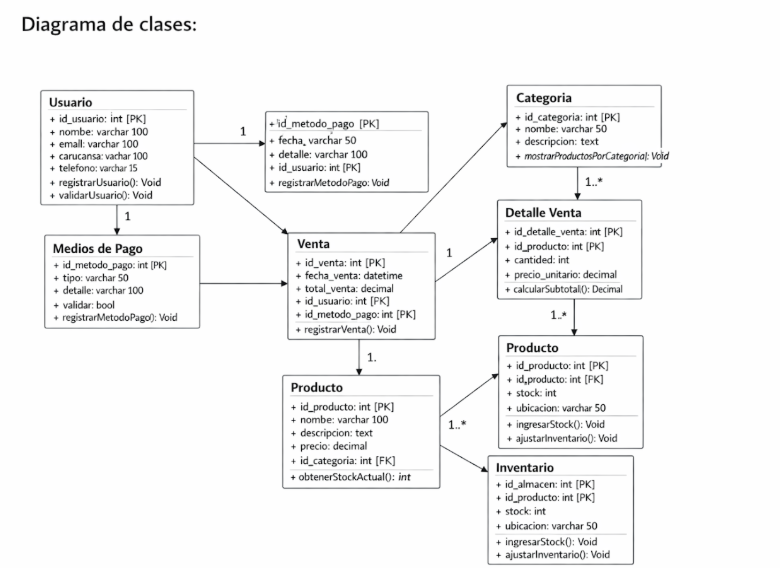 Diagrama de clases:
Usuario
+ id_usuario: int [PK]
+ nombre: varchar 100
+ emall: varchar 100
+ carucansa: vachar 100
+ telefono: varchar 15
+ registrarUsuario(): Void
+ validarUsuario(): Void
1
+ id_metodo_pago [PK]
+ fecha, varchar 50
+ detalle: varchar 100
+ id_usuario: int [PK]
+ registrarMetodoPago: Void
Categoria
+ id_categoria: int [PK]
+ nombre: varchar 50
+ descripcion: text
+ mostrarProductosPorCategoria|: Void
1..*
1
Medios de Pago
+ id_metodo_pago: int [PK]
+ tipo: varchar 50
+ detalle: varchar 100
+ validar: bool
+ registrarMetodoPago(): Void
Venta
+ id_venta: int [PK]
+ fecha_venta: datetime
+ total_venta: decimal
+ id_usuario: int [PK]
+ id_metodo_pago: int [PK]
+ registrarVenta(): Void
1
Detalle Venta
+ id_detalle_venta: int [PK]
+ id_producto: int [PK]
+ cantided: int
+ precio_unitario: decimal
+ calcularSubtotal(): Decimal
1..*
1.
Producto
+ id_producto: int [PK]
+ nombre: varchar 100
+ descripcion: text
+ precio: decimal
+ id_categoria: int [FK]
+ obtenerStockActual(): int
1..*
Producto
+ id_producto: int [PK]
+ id_producto: int [PK]
+ stock: int
+ ubicacion: varchar 50
+ ingresarStock(): Void
+ ajustarInventario(): Void
Inventario
+ id_almacen: int [PK]
+ id_producto: int [PK]
+ stock: int
+ ubicacion: varchar 50
+ ingresarStock(): Void
+ ajustarInventario(): Void